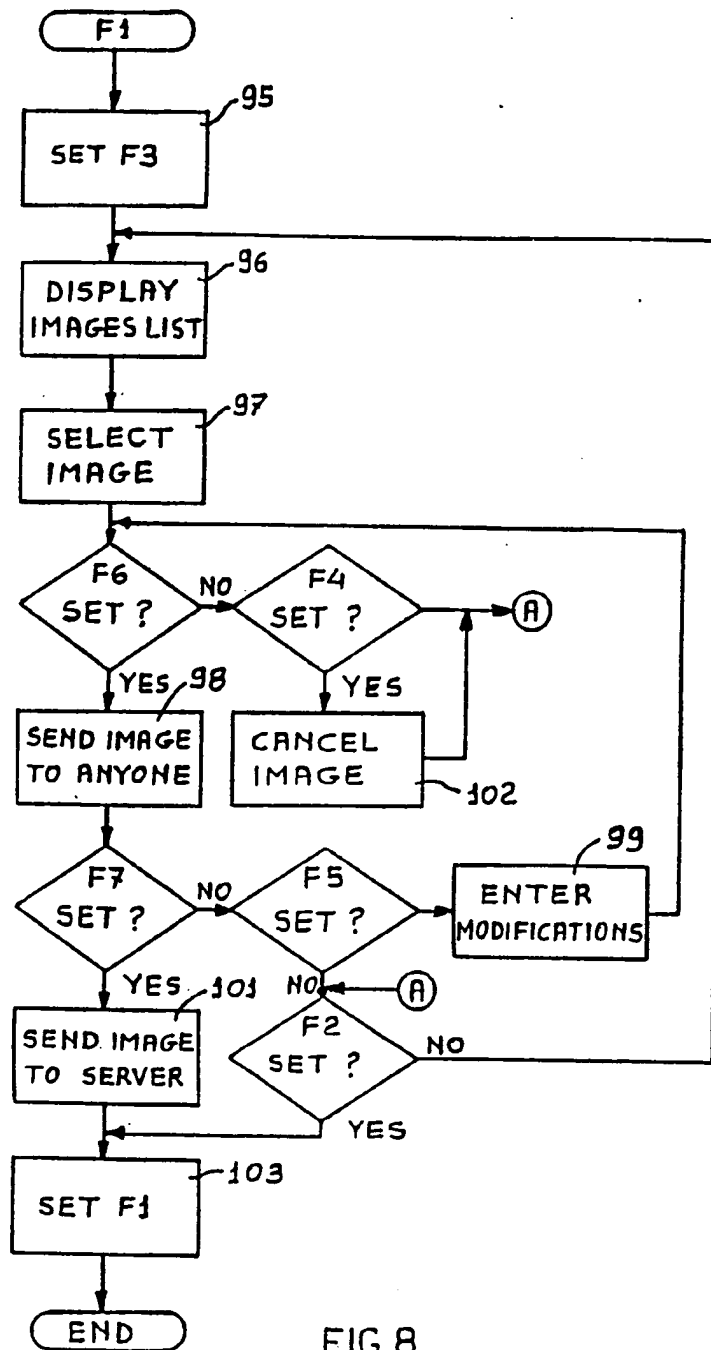 F1
95
SET F3
96
DISPLAY
IMAGES LIST
97
SELECT
IMAGE
F6
SET ?
NO
F4
SET ?
A
YES
98
YES
SEND IMAGE
TO ANYONE
CANCEL
IMAGE
102
F7
SET ?
NO
F5
SET ?
99
ENTER
MODIFICATIONS
YES
101
NO
A
SEND IMAGE
TO SERVER
F2
SET ?
NO
YES
103
SET F1
END
FIG.8